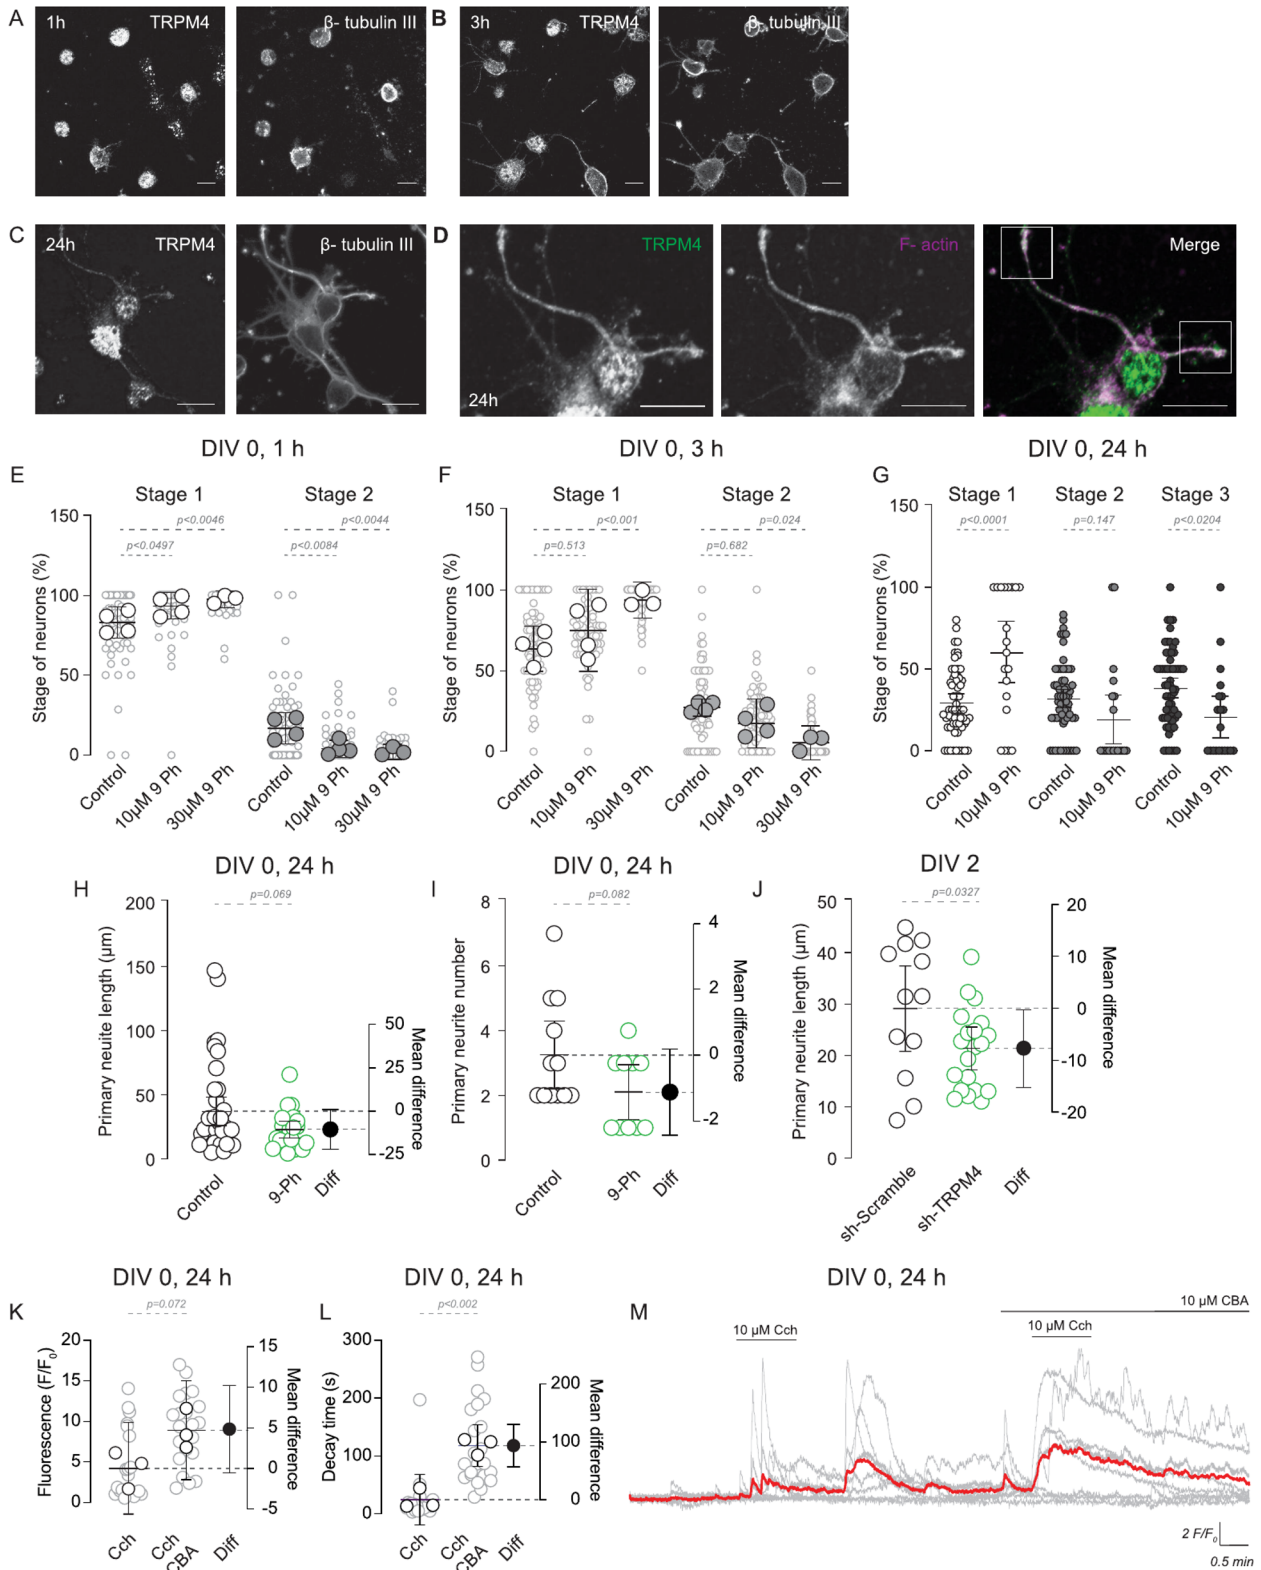 A
1h
TRPM4
β- tubulin III
B
3h
TRPM4
β- tubulin III
C
24h
TRPM4
β- tubulin III
D
TRPM4
24h
F- actin
Merge
DIV 0, 1 h
DIV 0, 3 h
DIV 0, 24 h
E
Stage 1
Stage 2
p<0.0046
p<0.0044
p<0.0497
p<0.0084
Stage of neurons (%)
150
100
50
0
Control
10µM 9 Ph
30µM 9 Ph
Control
10µM 9 Ph
30µM 9 Ph
F
Stage 1
Stage 2
p<0.001
p=0.024
p=0.513
p=0.682
Stage of neurons (%)
150
100
50
0
Control
10µM 9 Ph
30µM 9 Ph
Control
10µM 9 Ph
30µM 9 Ph
G
Stage 1
Stage 2
Stage 3
p<0.0001
p=0.147
p<0.0204
Stage of neurons (%)
150
100
50
0
Control
10µM 9 Ph
Control
10µM 9 Ph
Control
10µM 9 Ph
DIV 0, 24 h
DIV 0, 24 h
DIV 2
H
p=0.069
Primary neuite length (µm)
200
150
100
50
0
50
0
-25
Mean difference
Control
9-Ph
Diff
I
p=0.082
Primary neurite number
8
6
4
2
0
4
2
0
-2
Mean difference
Control
9-Ph
Diff
J
p=0.0327
Primary neurite length (µm)
50
40
30
20
10
0
20
10
0
-10
-20
Mean difference
sh-Scramble
sh-TRPM4
Diff
DIV 0, 24 h
DIV 0, 24 h
DIV 0, 24 h
K
p=0.072
Fluorescence (F/F0)
20
15
10
5
0
15
10
5
0
-5
Mean difference
Cch
Cch
CBA
Diff
L
p<0.002
Decay time (s)
300
200
100
0
200
100
0
Mean difference
Cch
Cch
CBA
Diff
M
10 µM CBA
10 µM Cch
10 µM Cch
2 F/F0
0.5 min